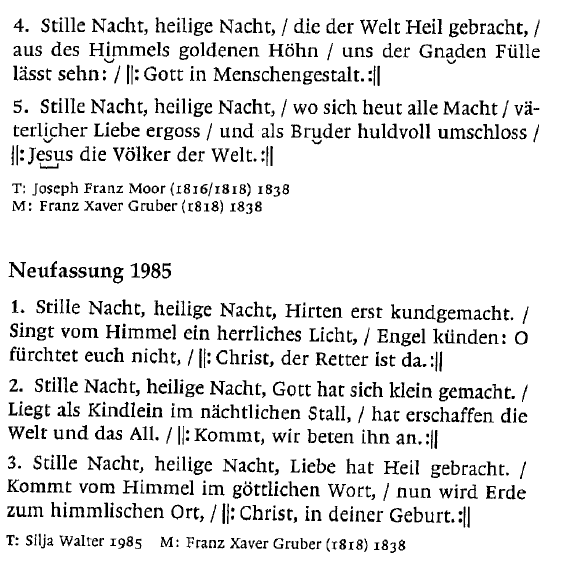 4. Stille Nacht, heilige Nacht, / die der Welt Heil gebracht, /
aus des Himmels goldenen Höhn / uns der Gnaden Fülle
lässt sehn: / ||: Gott in Menschengestalt. :||
5. Stille Nacht, heilige Nacht, / wo sich heut alle Macht / vä-
terlicher Liebe ergoss / und als Bruder huldvoll umschloss /
||: Jesus die Völker der Welt. :||
T: Joseph Franz Moor (1816/1818) 1838
M: Franz Xaver Gruber (1818) 1838
Neufassung 1985
1. Stille Nacht, heilige Nacht, Hirten erst kundgemacht. /
Singt vom Himmel ein herrliches Licht, / Engel künden: O
fürchtet euch nicht, / ||: Christ, der Retter ist da. :||
2. Stille Nacht, heilige Nacht, Gott hat sich klein gemacht. /
Liegt als Kindlein im nächtlichen Stall, / hat erschaffen die
Welt und das All. / ||: Kommt, wir beten ihn an. :||
3. Stille Nacht, heilige Nacht, Liebe hat Heil gebracht. /
Kommt vom Himmel im göttlichen Wort, / nun wird Erde
zum himmlischen Ort, / ||: Christ, in deiner Geburt. :||
T: Silja Walter 1985 M: Franz Xaver Gruber (1818) 1838